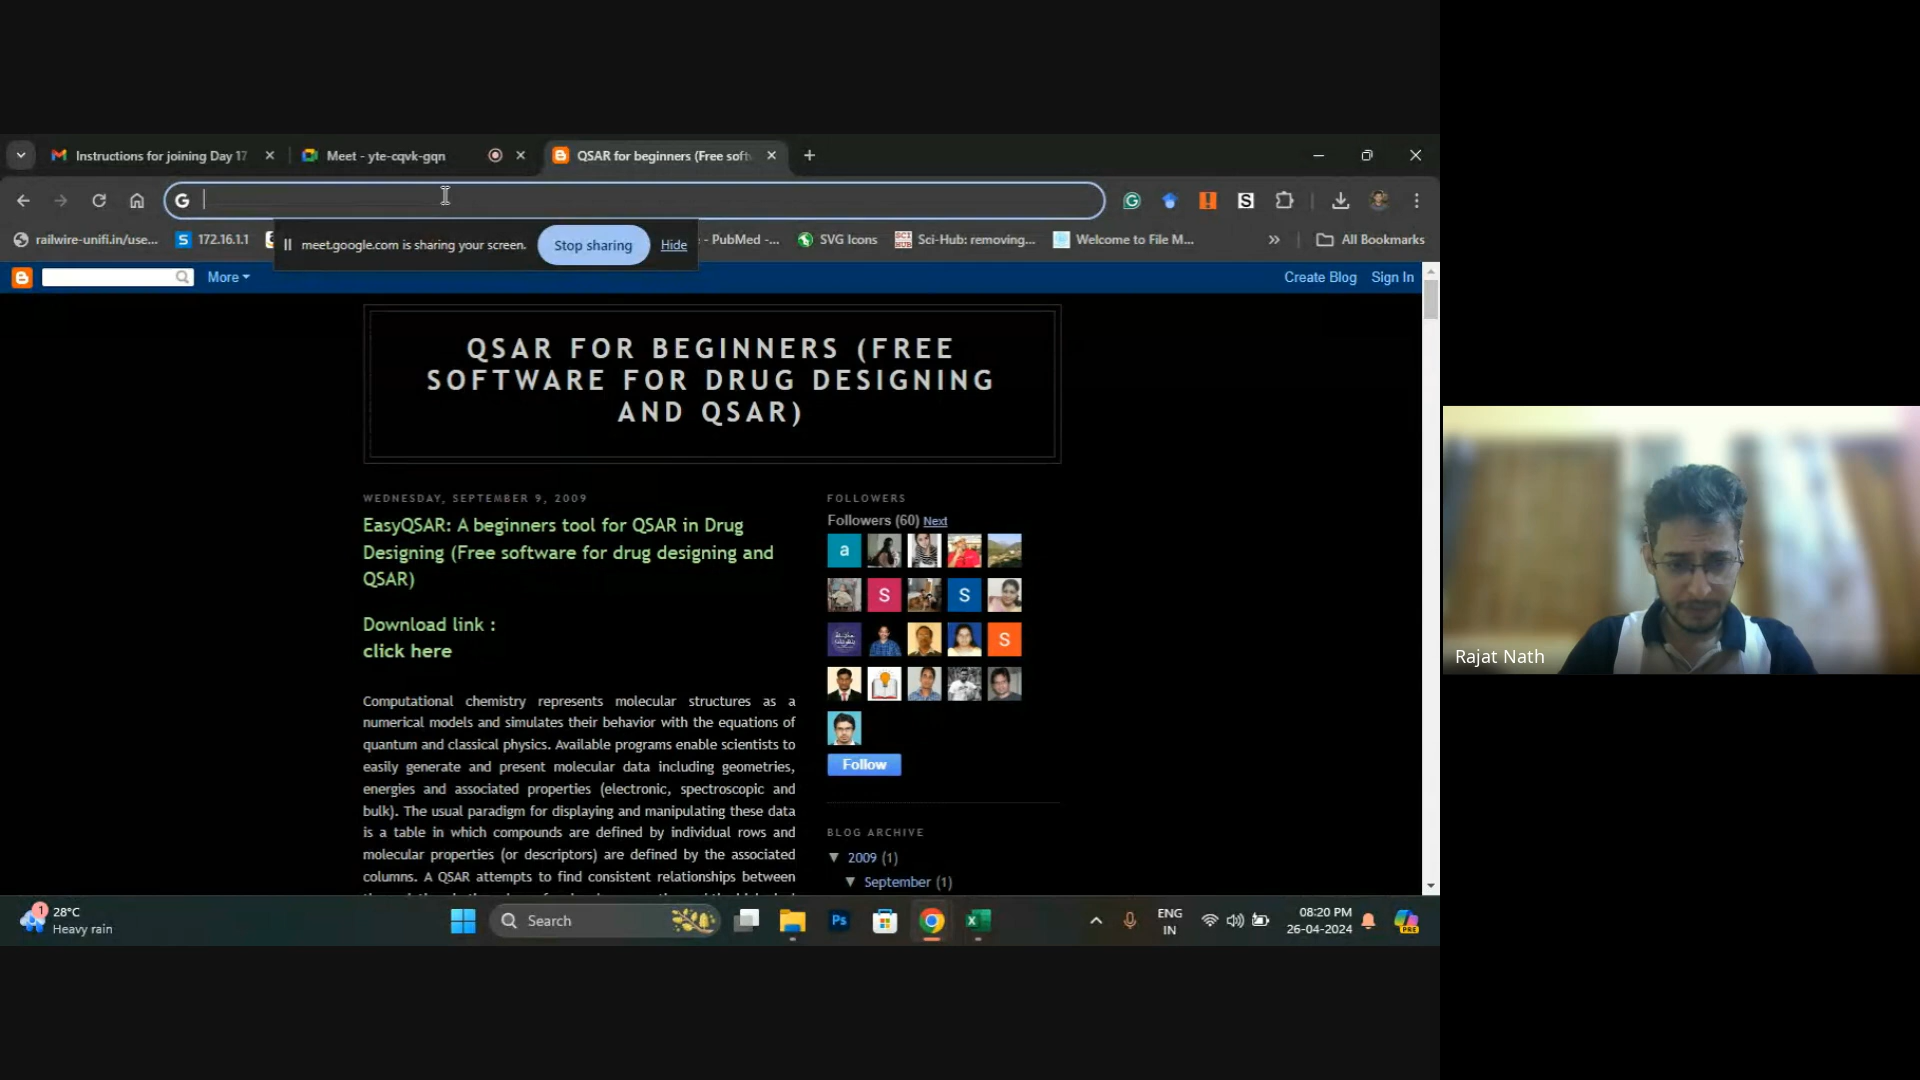 Instructions for joining Day 17
Meet - yte-cqvk-gqn
QSAR for beginners (Free soft
G
railwire-unifi.in/use...
S 172.16.1.1
- PubMed -...
SVG Icons
SCI HUB Sci-Hub: removing...
Welcome to File M...
All Bookmarks
meet.google.com is sharing your screen.
Stop sharing
Hide
More
Create Blog
Sign In
QSAR FOR BEGINNERS (FREE
SOFTWARE FOR DRUG DESIGNING
AND QSAR)
WEDNESDAY, SEPTEMBER 9, 2009
EasyQSAR: A beginners tool for QSAR in Drug
Designing (Free software for drug designing and
QSAR)
Download link :
click here
Computational chemistry represents molecular structures as a
numerical models and simulates their behavior with the equations of
quantum and classical physics. Available programs enable scientists to
easily generate and present molecular data including geometries,
energies and associated properties (electronic, spectroscopic and
bulk). The usual paradigm for displaying and manipulating these data
is a table in which compounds are defined by individual rows and
molecular properties (or descriptors) are defined by the associated
columns. A QSAR attempts to find consistent relationships between
FOLLOWERS
Followers (60) Next
a
S
S
S
Follow
BLOG ARCHIVE
▼ 2009 (1)
▼ September (1)
Rajat Nath
1
28°C
Heavy rain
Search
Ps
ENG
IN
08:20 PM
26-04-2024
PRE